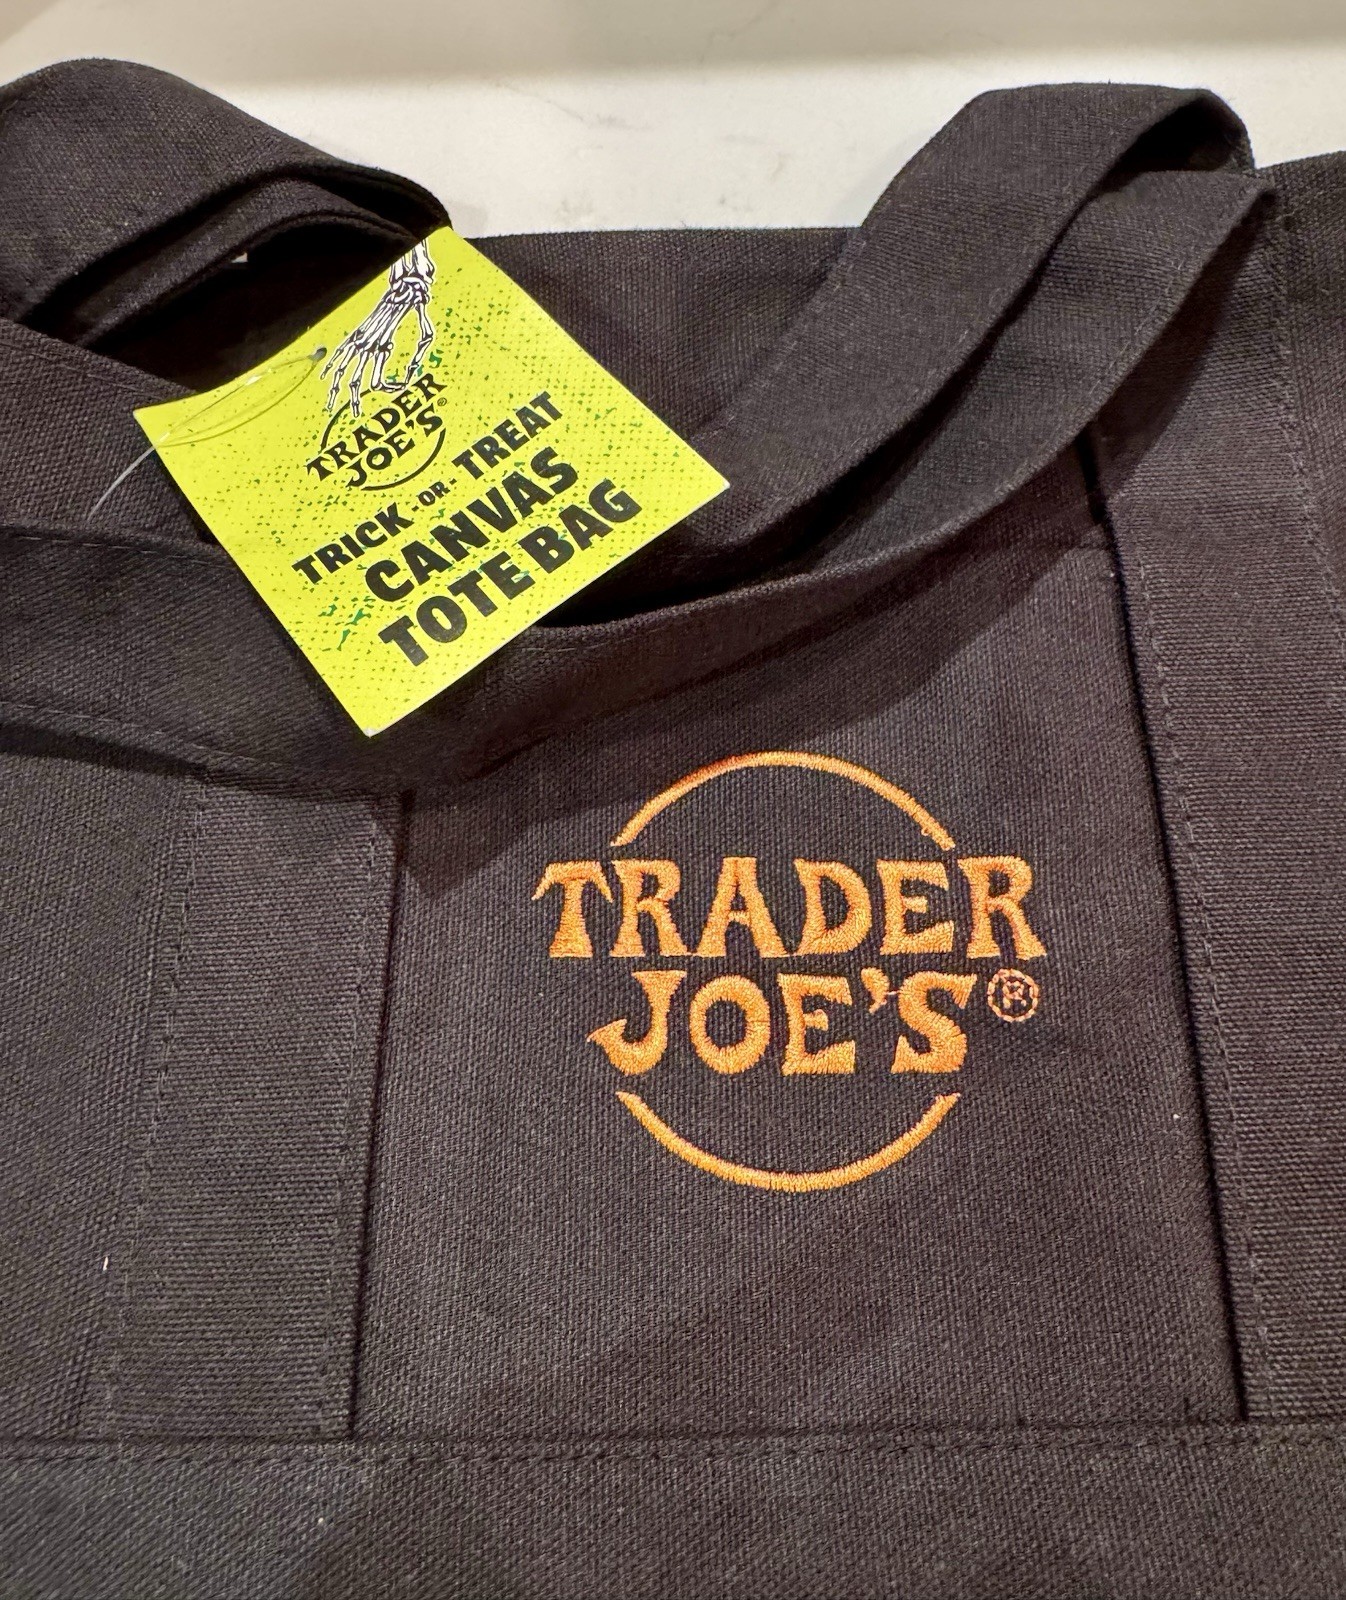 TRADER
JOE'S®
TRICK -OR- TREAT
CANVAS
TOTE BAG
TRADER
JOE'S®